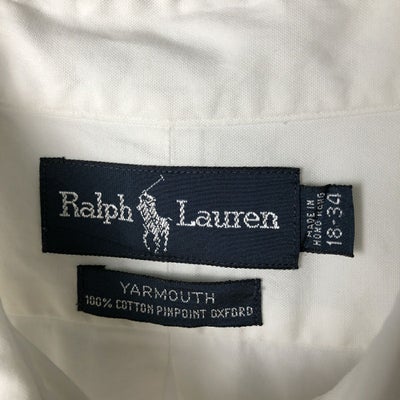 Ralph Lauren
MADE IN
HONG KONG
18-34
YARMOUTH
100% COTTON PINPOINT OXFORD